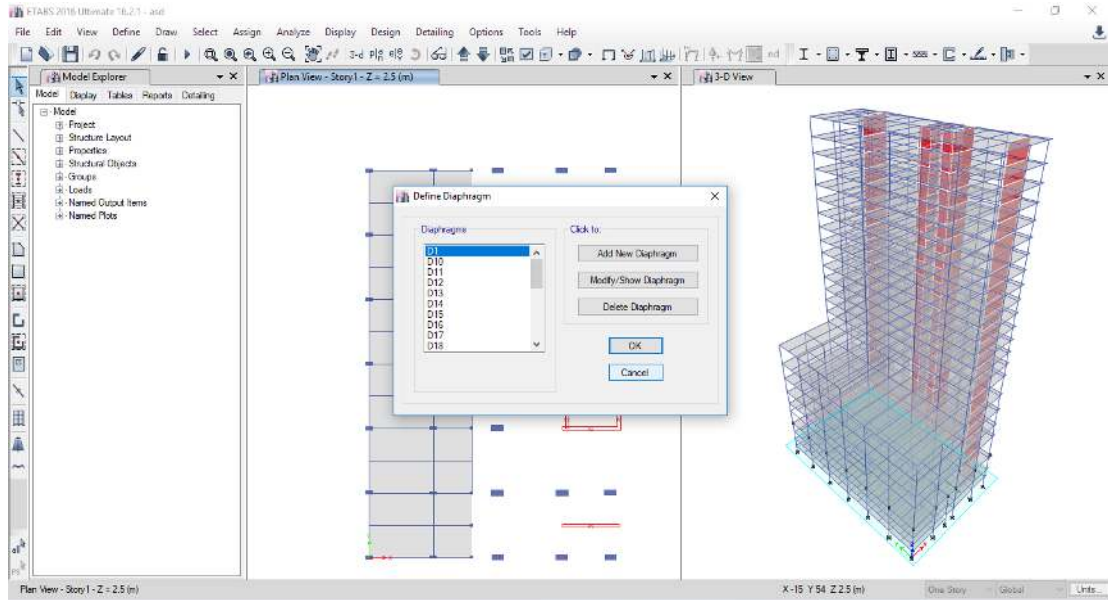 ETABS 2016 Ultimate 16.2.1 - asd
File Edit View Define Draw Select Assign Analyze Display Design Detailing Options Tools Help
3-d
Model Explorer
Plan View - Story1 - Z = 2.5 (m)
3-D View
Model Display Tables Reports Detailing
Model
Project
Structure Layout
Properties
Structural Objects
Groups
Loads
Named Output Items
Named Plots
Define Diaphragm
Diaphragms
D1
D10
D11
D12
D13
D14
D15
D16
D17
D18
Click to:
Add New Diaphragm
Modify/Show Diaphragm
Delete Diaphragm
OK
Cancel
Plan View - Story1 - Z = 2.5 (m)
X -15 Y 54 Z 2.5 (m)
One Story
Global
Units...